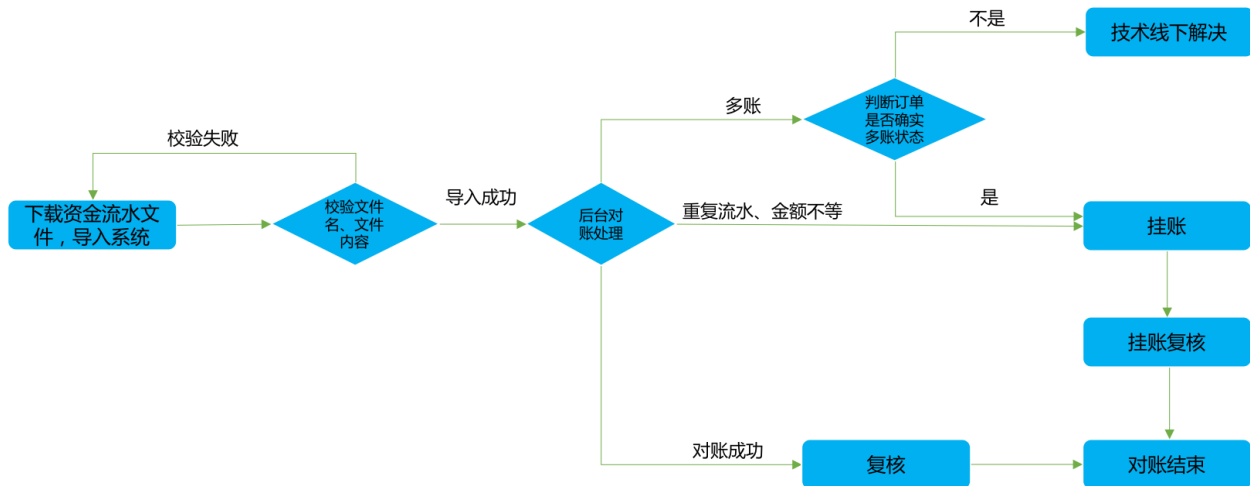 不是
技术线下解决
多账
判断订单
是否确实
多账状态
校验失败
下载资金流水文
件，导入系统
校验文件
名、文件
内容
导入成功
后台对
账处理
重复流水、金额不等
是
挂账
挂账复核
对账成功
复核
对账结束